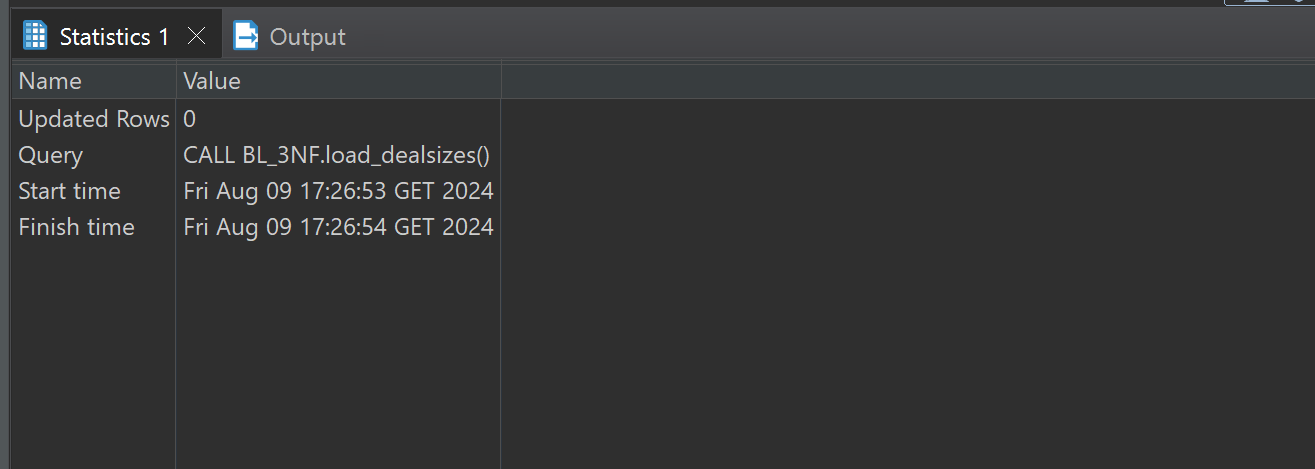 Statistics 1 Output
Name Value
Updated Rows 0
Query CALL BL_3NF.load_dealsizes()
Start time Fri Aug 09 17:26:53 GET 2024
Finish time Fri Aug 09 17:26:54 GET 2024